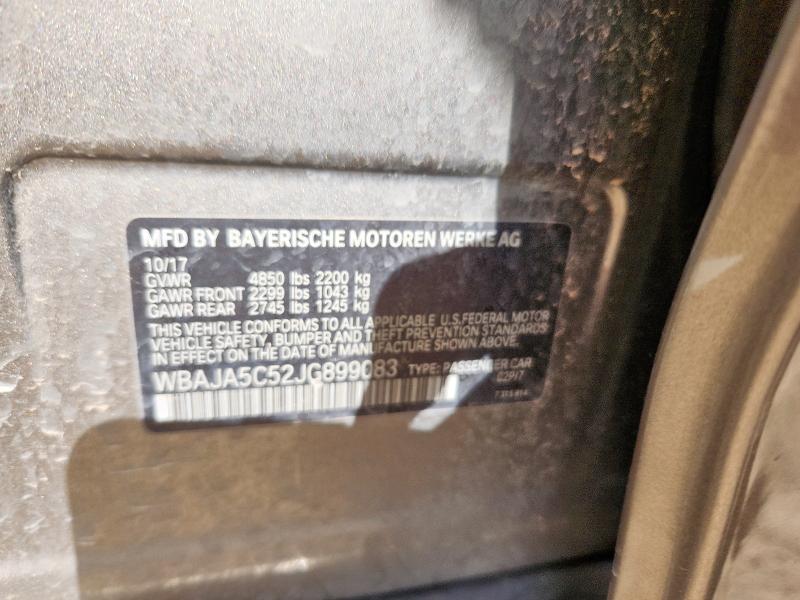 MFD BY BAYERISCHE MOTOREN WERKE AG
10/17
GVWR 4850 lbs 2200 kg
GAWR FRONT 2299 lbs 1043 kg
GAWR REAR 2745 lbs 1245 kg
THIS VEHICLE CONFORMS TO ALL APPLICABLE U.S.FEDERAL MOTOR
VEHICLE SAFETY, BUMPER AND THEFT PREVENTION STANDARDS
IN EFFECT ON THE DATE OF MANUFACTURE SHOWN ABOVE.
WBAJA5C52JG899083 TYPE: PASSENGER CAR